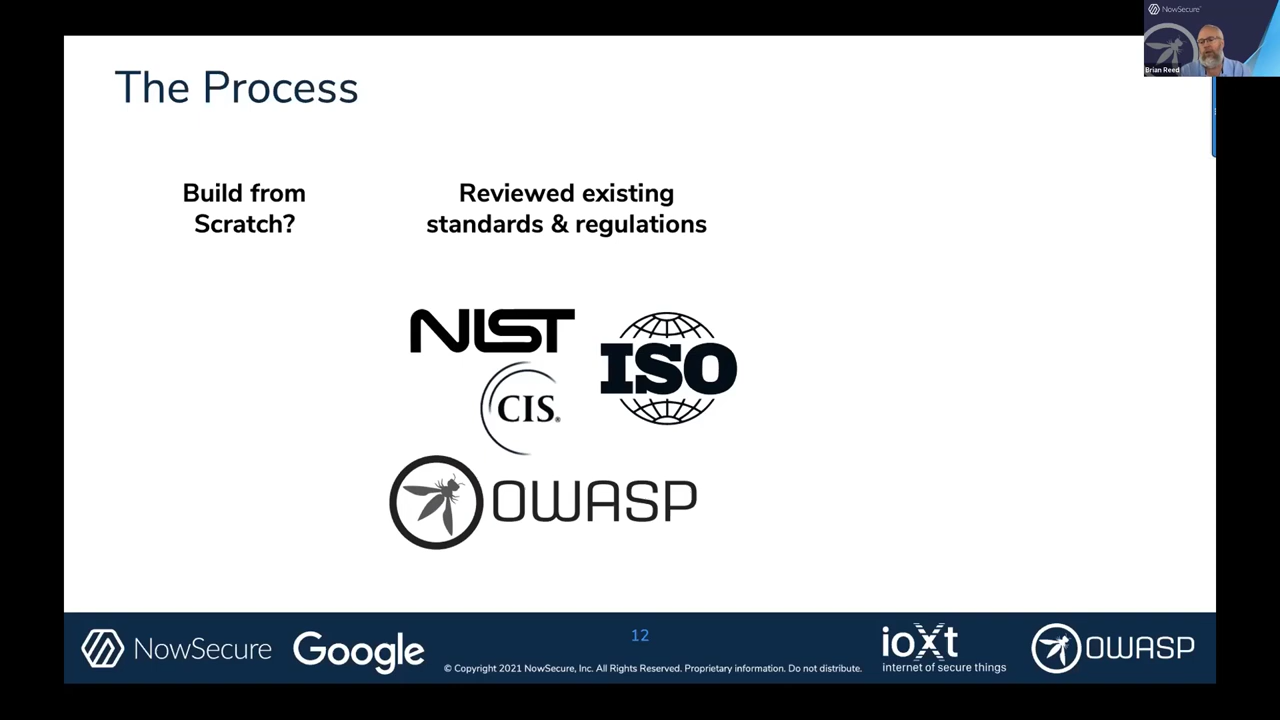 NowSecure
Brian Reed
The Process
Build from
Scratch?
Reviewed existing
standards & regulations
NIST
ISO
CIS®
OWASP
NowSecure
Google
12
© Copyright 2021 NowSecure, Inc. All Rights Reserved. Proprietary information. Do not distribute.
ioXt
internet of secure things
OWASP